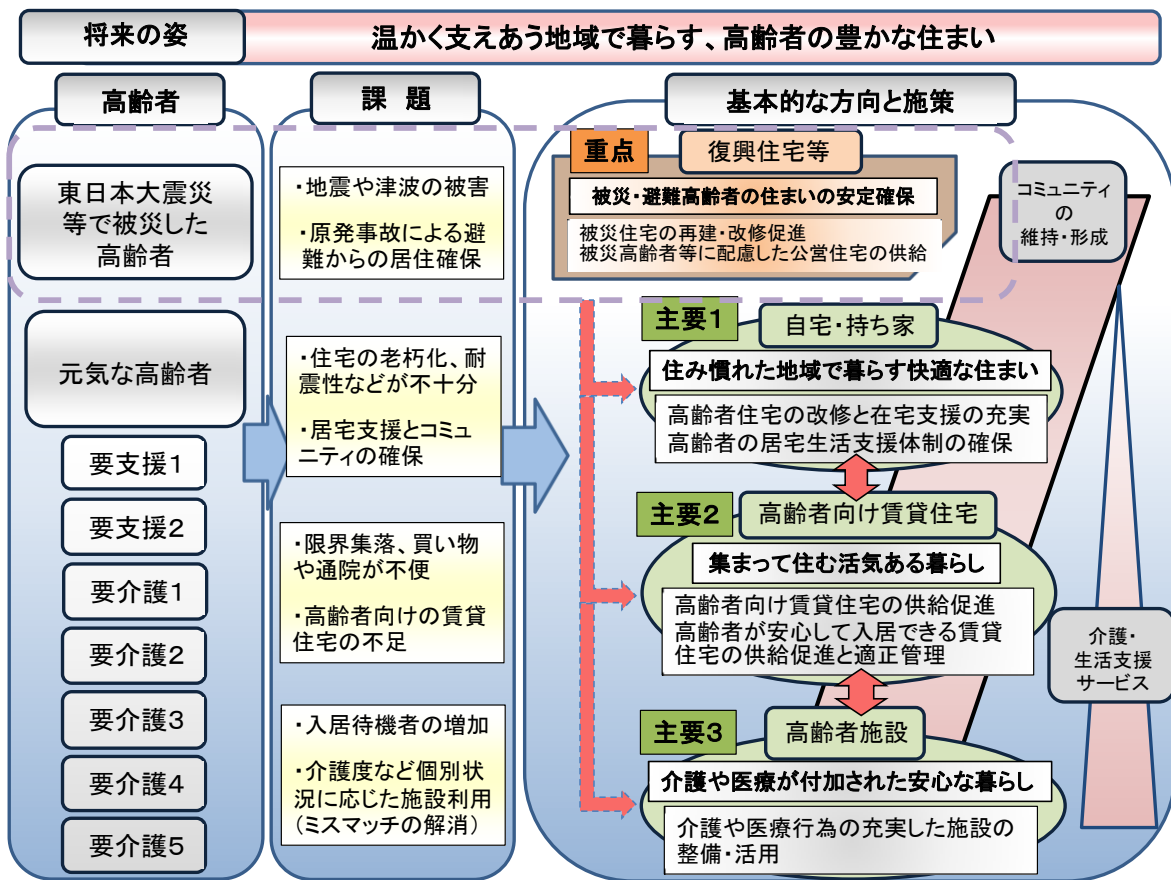 将来の姿
温かく支えあう地域で暮らす、高齢者の豊かな住まい
高齢者
東日本大震災
等で被災した
高齢者
元気な高齢者
要支援1
要支援2
要介護1
要介護2
要介護3
要介護4
要介護5
課 題
・地震や津波の被害
・原発事故による避
難からの居住確保
・住宅の老朽化、耐
震性などが不十分
・居宅支援とコミュ
ニティの確保
・限界集落、買い物
や通院が不便
・高齢者向けの賃貸
住宅の不足
・入居待機者の増加
・介護度など個別状
況に応じた施設利用
(ミスマッチの解消)
基本的な方向と施策
重点
復興住宅等
被災・避難高齢者の住まいの安定確保
被災住宅の再建・改修促進
被災高齢者等に配慮した公営住宅の供給
主要1
自宅・持ち家
住み慣れた地域で暮らす快適な住まい
高齢者住宅の改修と在宅支援の充実
高齢者の居宅生活支援体制の確保
主要2
高齢者向け賃貸住宅
集まって住む活気ある暮らし
高齢者向け賃貸住宅の供給促進
高齢者が安心して入居できる賃貸
住宅の供給促進と適正管理
主要3
高齢者施設
介護や医療が付加された安心な暮らし
介護や医療行為の充実した施設の
整備・活用
コミュニティ
の
維持・形成
介護・
生活支援
サービス